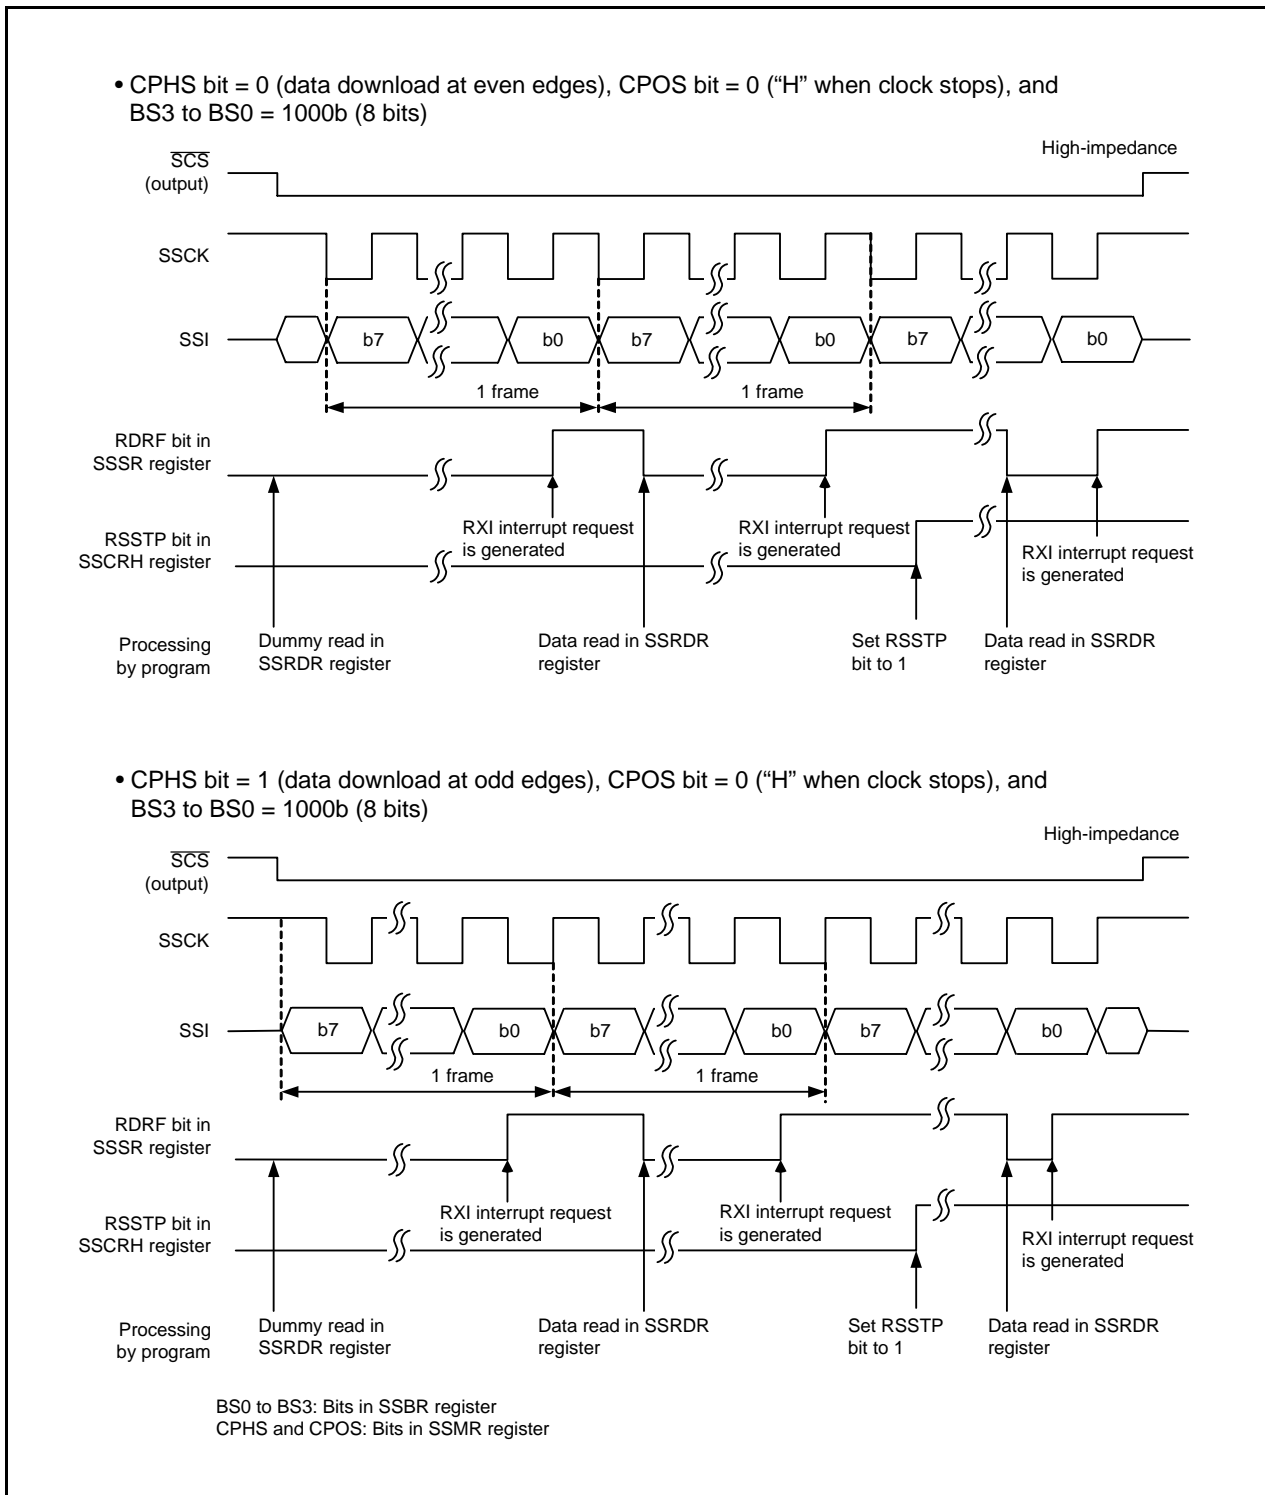 • CPHS bit = 0 (data download at even edges), CPOS bit = 0 (“H” when clock stops), and
BS3 to BS0 = 1000b (8 bits)
High-impedance
SCS
(output)
SSCK
SSI
b7
b0
b7
b0
b7
b0
1 frame
1 frame
RDRF bit in
SSSR register
RXI interrupt request
is generated
RXI interrupt request
is generated
RXI interrupt request
is generated
RSSTP bit in
SSCRH register
Processing
by program
Dummy read in
SSRDR register
Data read in SSRDR
register
Set RSSTP
bit to 1
Data read in SSRDR
register
• CPHS bit = 1 (data download at odd edges), CPOS bit = 0 (“H” when clock stops), and
BS3 to BS0 = 1000b (8 bits)
High-impedance
SCS
(output)
SSCK
SSI
b7
b0
b7
b0
b7
b0
1 frame
1 frame
RDRF bit in
SSSR register
RXI interrupt request
is generated
RXI interrupt request
is generated
RXI interrupt request
is generated
RSSTP bit in
SSCRH register
Processing
by program
Dummy read in
SSRDR register
Data read in SSRDR
register
Set RSSTP
bit to 1
Data read in SSRDR
register
BS0 to BS3: Bits in SSBR register
CPHS and CPOS: Bits in SSMR register